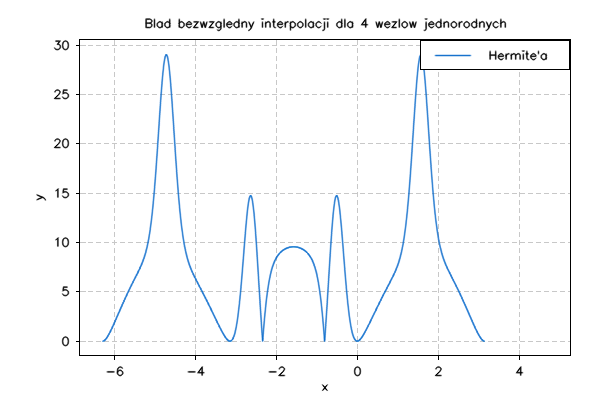 Blad bezwzgledny interpolacji dla 4 wezlow jednorodnych
Hermite'a
30
25
20
15
10
5
0
y
−6 −4 −2 0 2 4
x